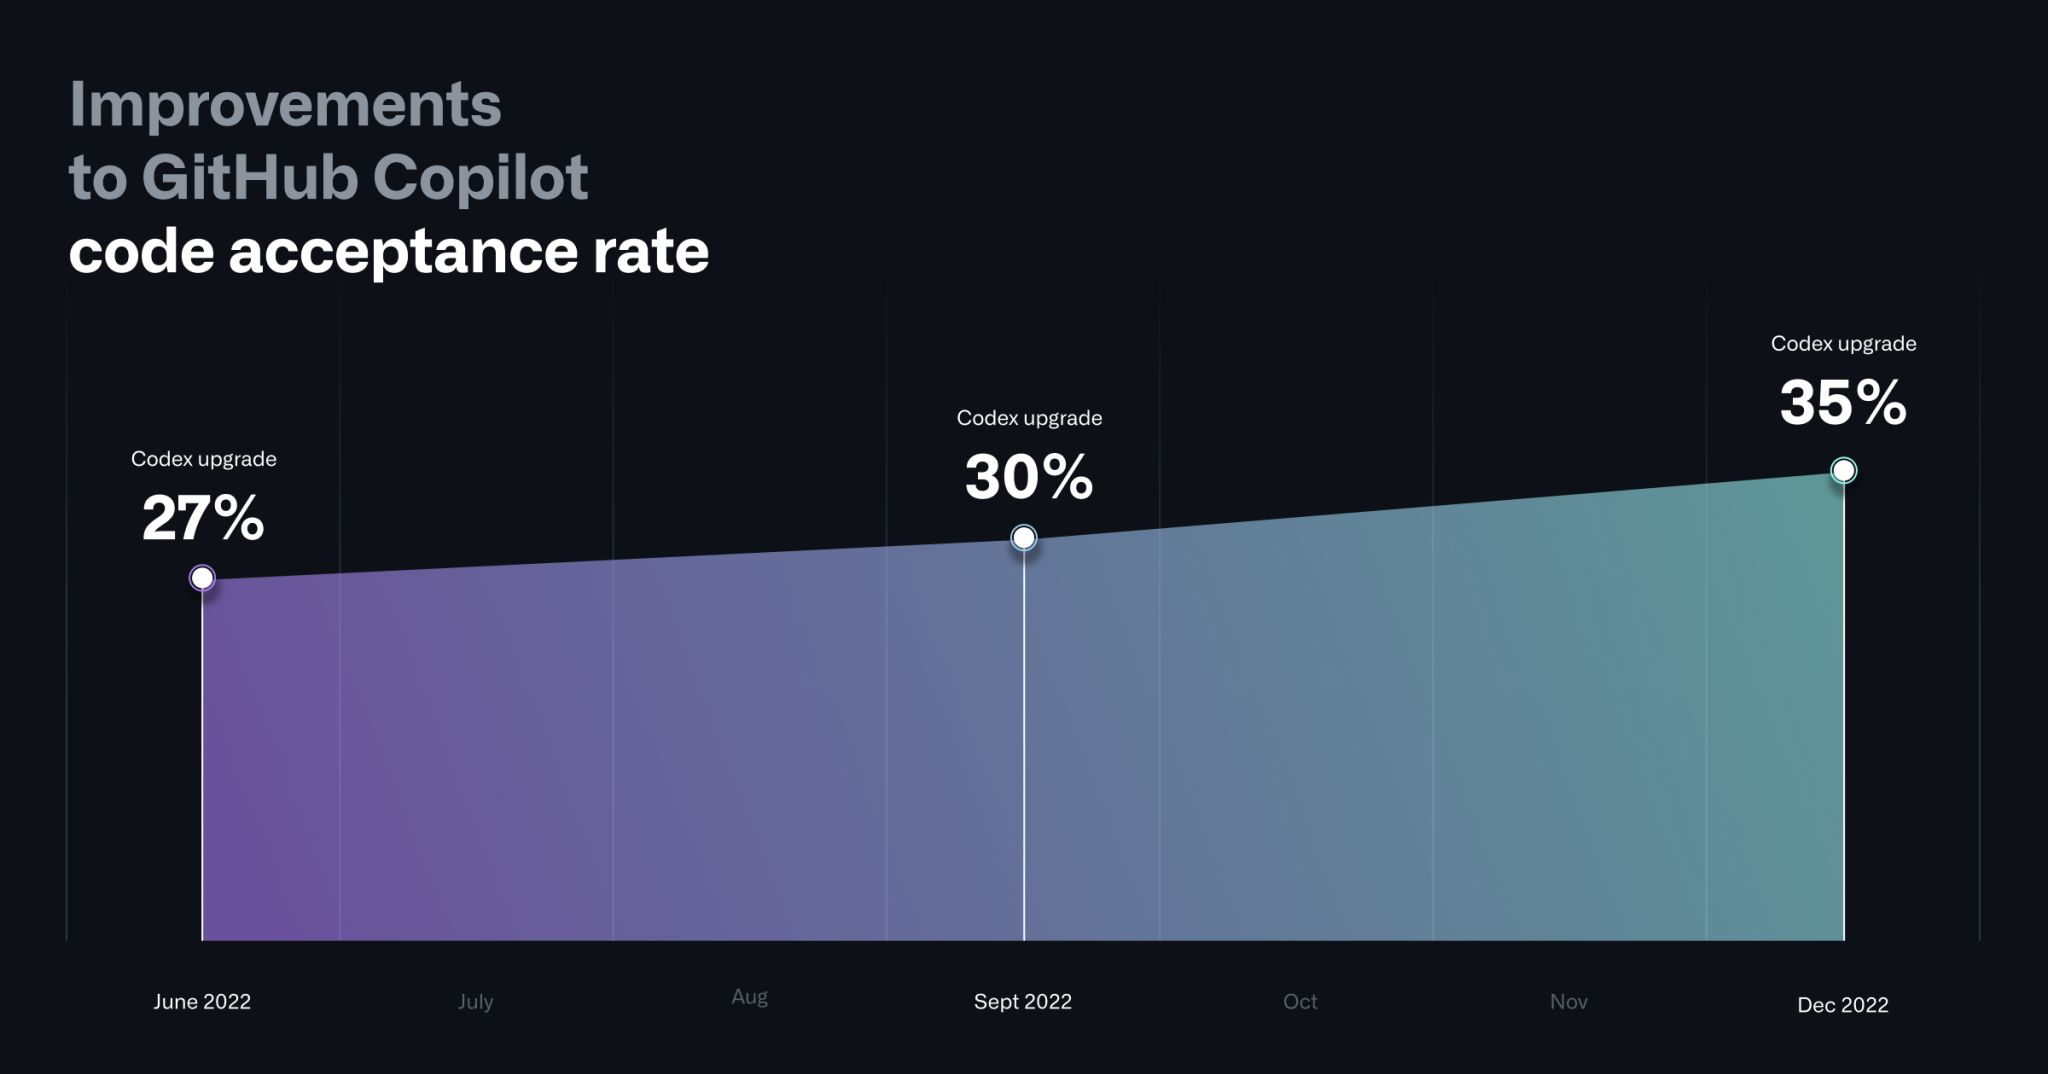 Improvements
to GitHub Copilot
code acceptance rate
Codex upgrade
27%
Codex upgrade
30%
Codex upgrade
35%
June 2022
July
Aug
Sept 2022
Oct
Nov
Dec 2022